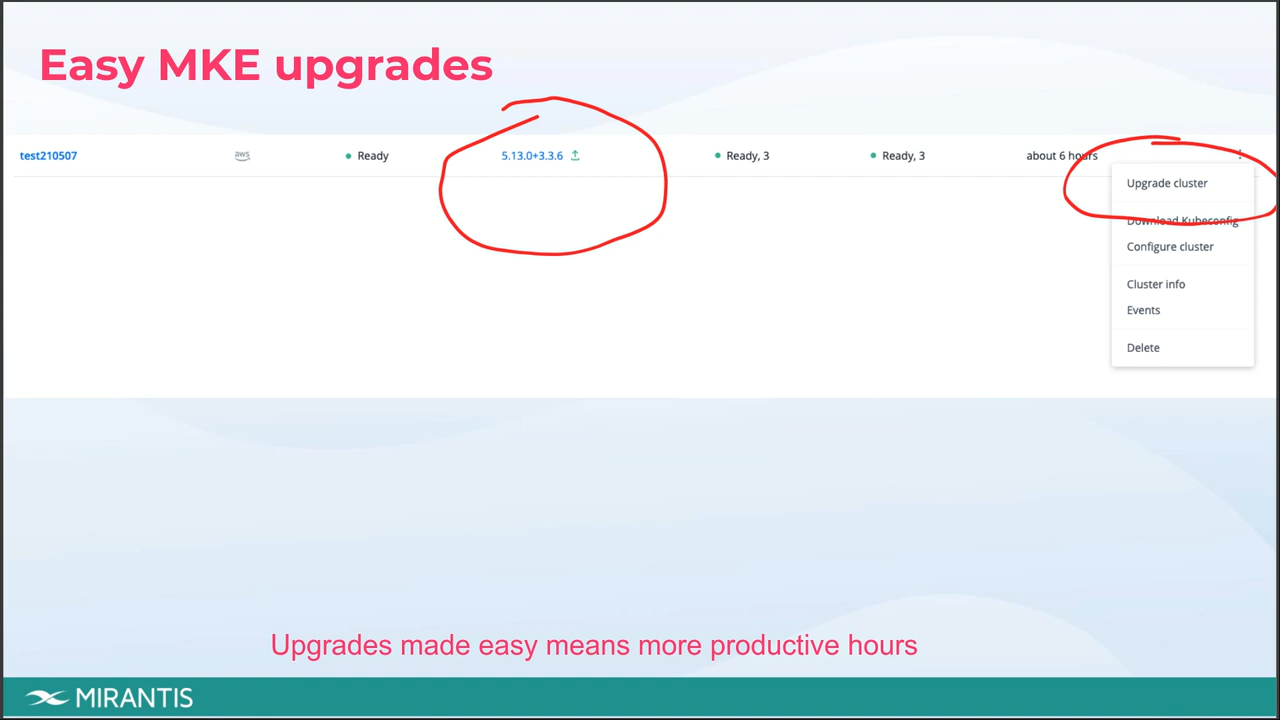 Easy MKE upgrades
test210507 aws Ready 5.13.0+3.3.6 Ready, 3 Ready, 3 about 6 hours
Upgrade cluster
Download Kubeconfig
Configure cluster
Cluster info
Events
Delete
Upgrades made easy means more productive hours
MIRANTIS